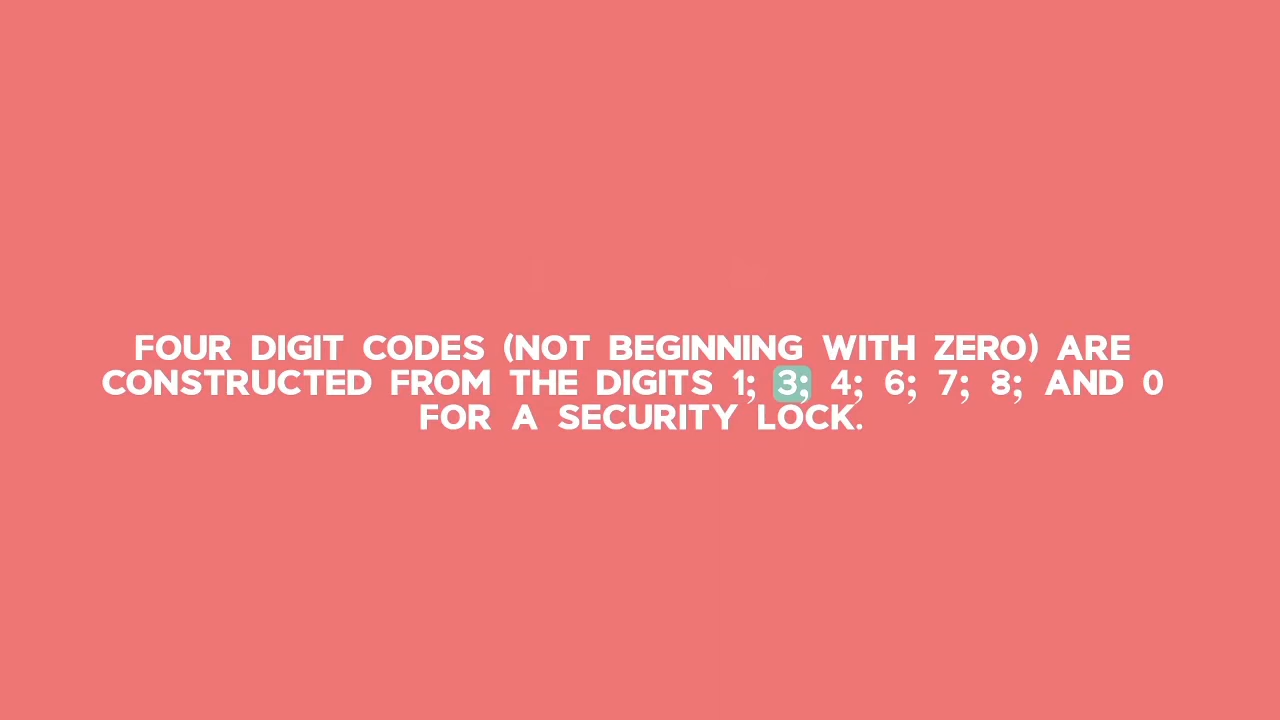 FOUR DIGIT CODES (NOT BEGINNING WITH ZERO) ARE
CONSTRUCTED FROM THE DIGITS 1; 3; 4; 6; 7; 8; AND 0
FOR A SECURITY LOCK.